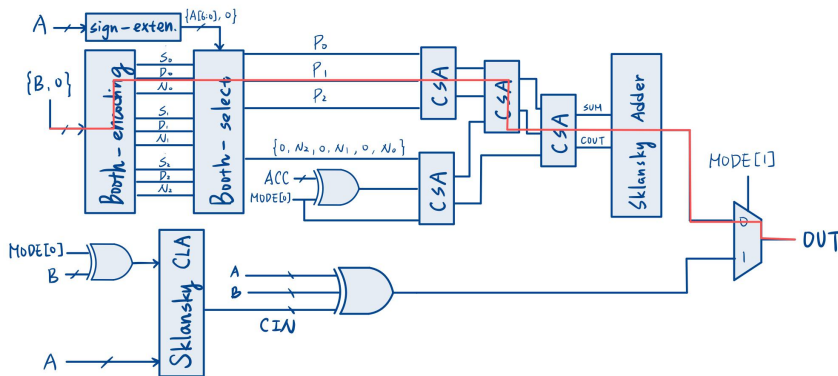 A
sign-exten.
{A[6:0], 0}
{B, 0}
Booth-encoding
S₀
D₀
N₀
S₁
D₁
N₁
S₂
D₂
N₂
Booth-select
P₀
P₁
P₂
{0, N₂, 0, N₁, 0, N₀}
ACC
MODE[0]
CSA
CSA
CSA
CSA
SUM
COUT
Sklansky Adder
MODE[1]
0
1
OUT
MODE[0]
B
A
Sklansky CLA
A
B
CIN